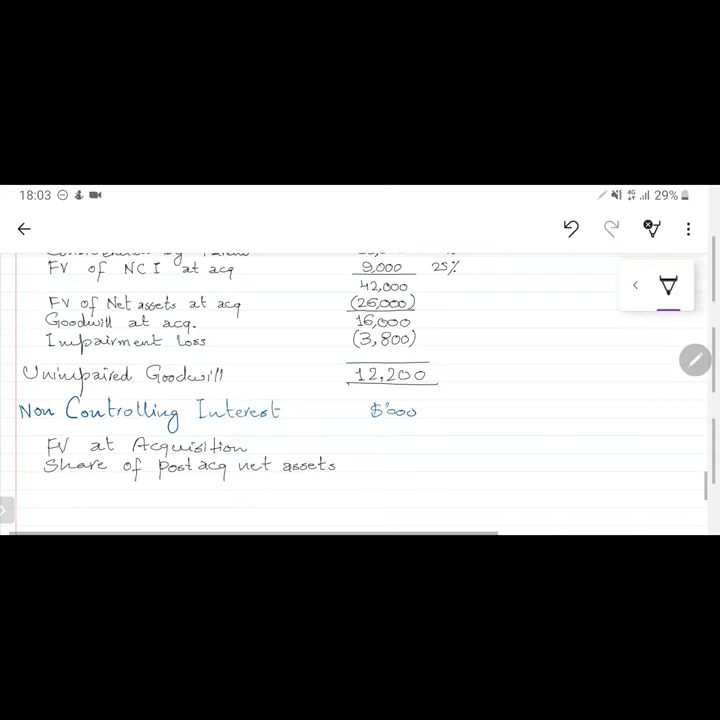 18:03 4G 29%
FV of NCI at acq 9,000 25%
42,000
FV of Net assets at acq (26,000)
Goodwill at acq. 16,000
Impairment loss (3,800)
Unimpaired Goodwill 12,200
Non Controlling Interest $'000
FV at Acquisition
Share of post acq net assets